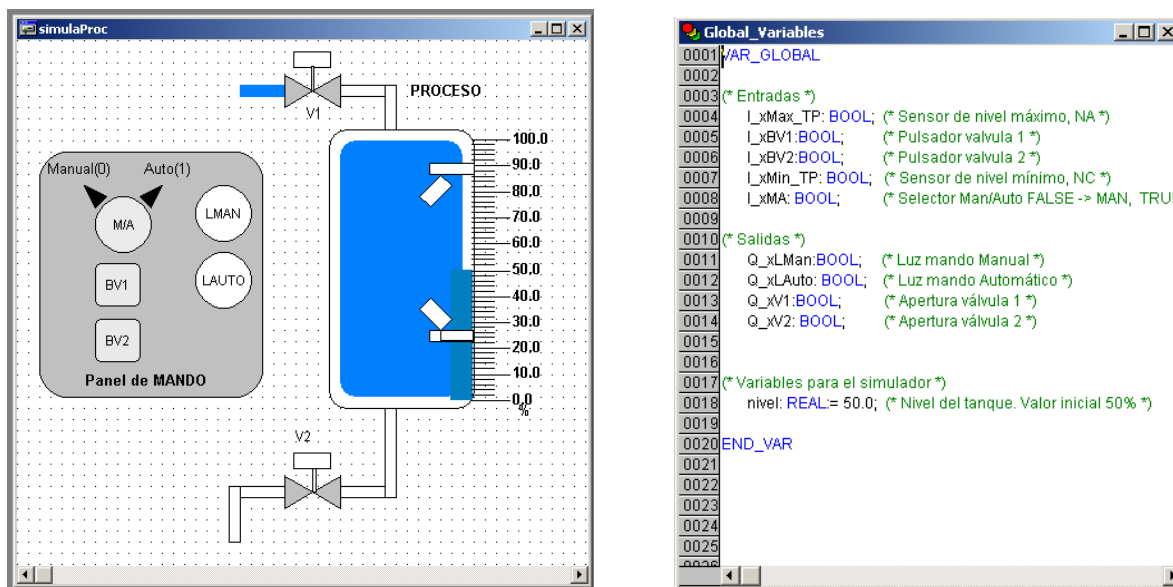 simulaProc
PROCESO
V1
100.0
90.0
80.0
70.0
60.0
50.0
40.0
30.0
20.0
10.0
0.0
%
Manual(0) Auto(1)
M/A
LMAN
LAUTO
BV1
BV2
Panel de MANDO
V2
Global_Variables
0001 VAR_GLOBAL
0002
0003 (* Entradas *)
0004 I_xMax_TP: BOOL; (* Sensor de nivel máximo, NA *)
0005 I_xBV1:BOOL; (* Pulsador valvula 1 *)
0006 I_xBV2:BOOL; (* Pulsador valvula 2 *)
0007 I_xMin_TP: BOOL; (* Sensor de nivel mínimo, NC *)
0008 I_xMA: BOOL; (* Selector Man/Auto FALSE -> MAN, TRU
0009
0010 (* Salidas *)
0011 Q_xLMan:BOOL; (* Luz mando Manual *)
0012 Q_xLAuto: BOOL; (* Luz mando Automático *)
0013 Q_xV1:BOOL; (* Apertura válvula 1 *)
0014 Q_xV2: BOOL; (* Apertura válvula 2 *)
0015
0016
0017 (* Variables para el simulador *)
0018 nivel: REAL:= 50.0; (* Nivel del tanque. Valor inicial 50% *)
0019
0020 END_VAR
0021
0022
0023
0024
0025
0026